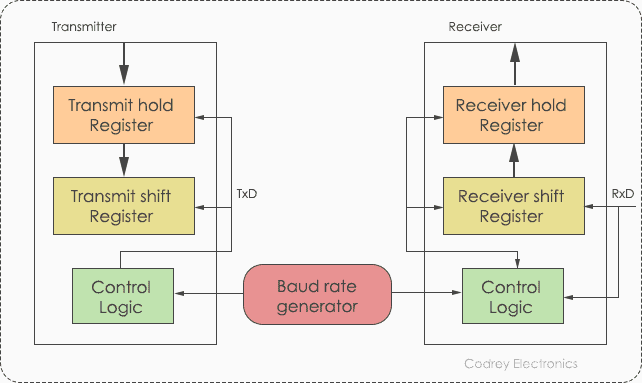 Transmitter
Receiver
Transmit hold
Register
Receiver hold
Register
Transmit shift
Register
TxD
Receiver shift
Register
RxD
Control
Logic
Baud rate
generator
Control
Logic
Codrey Electronics